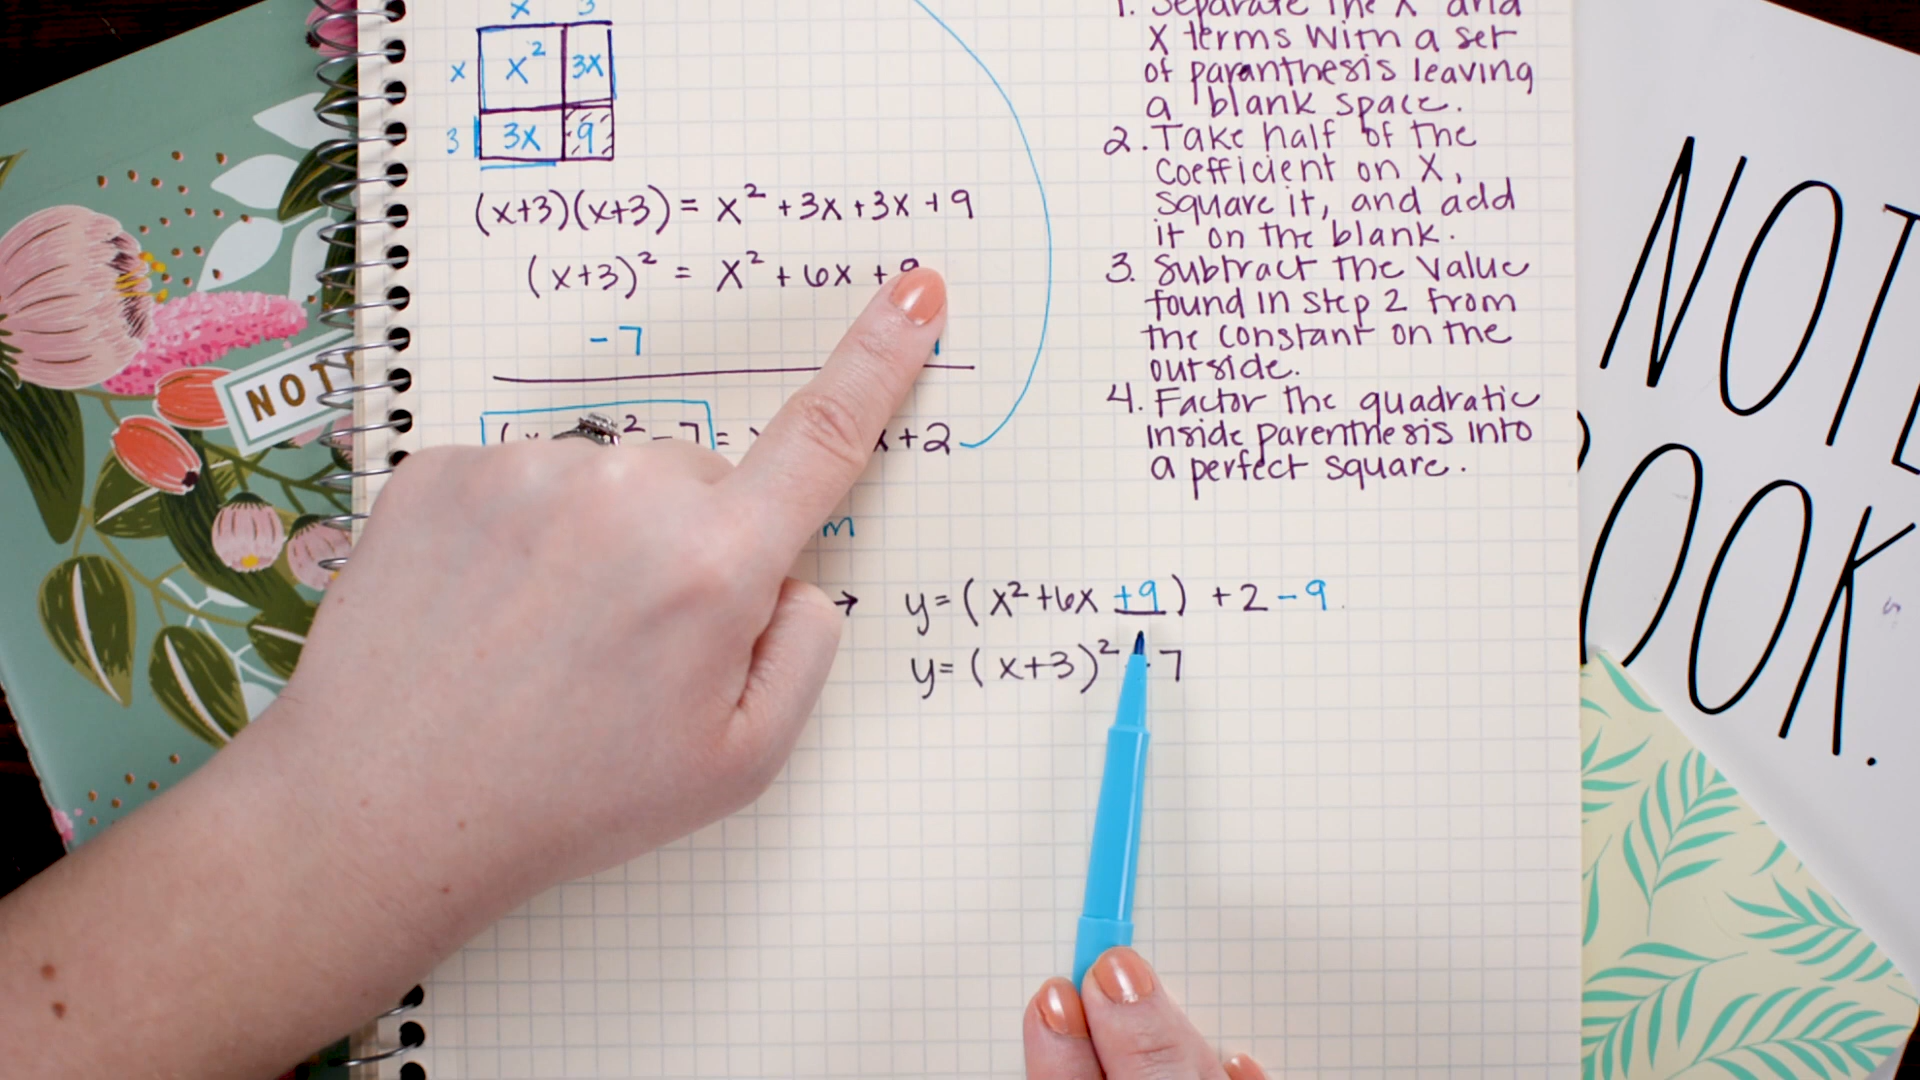 x 3
x x² 3x
3 3x 9
(x+3)(x+3) = x² + 3x + 3x + 9
(x+3)² = x² + 6x + 9
-7
² - 7 = x + 2
m
1. Separate the x² and
x terms with a set
of paranthesis leaving
a blank space.
2. Take half of the
coefficient on x,
square it, and add
it on the blank.
3. Subtract the value
found in step 2 from
the constant on the
outside.
4. Factor the quadratic
inside parenthesis into
a perfect square.
→ y = (x² + 6x + 9) + 2 - 9
y = (x+3)² - 7
NOT
NOTE
OOK.